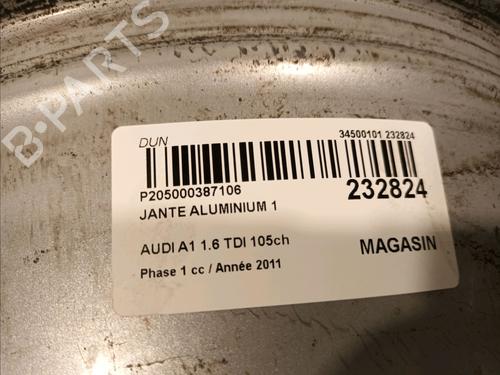 B-PARTS
DUN
34500101 232824
P205000387106
232824
JANTE ALUMINIUM 1
AUDI A1 1.6 TDI 105ch
MAGASIN
Phase 1 cc / Année 2011